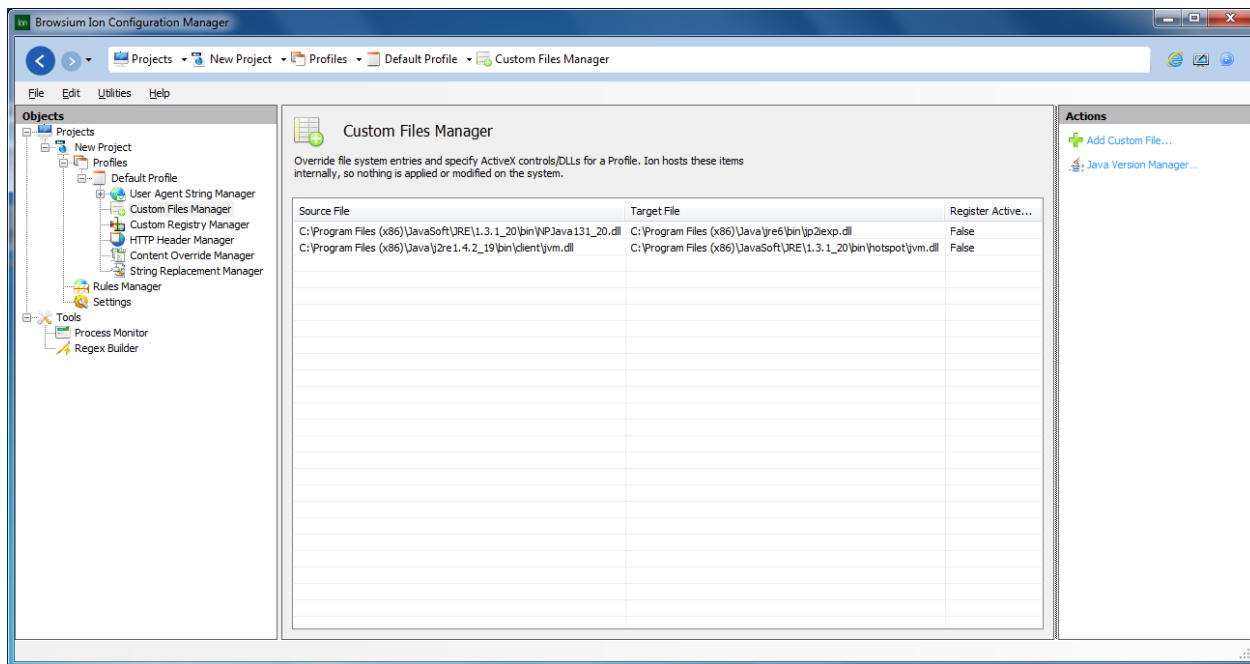 Ion Browsium Ion Configuration Manager
Projects New Project Profiles Default Profile Custom Files Manager
File Edit Utilities Help
Objects
Projects
New Project
Profiles
Default Profile
User Agent String Manager
Custom Files Manager
Custom Registry Manager
HTTP Header Manager
Content Override Manager
String Replacement Manager
Rules Manager
Settings
Tools
Process Monitor
Regex Builder
Custom Files Manager
Override file system entries and specify ActiveX controls/DLLs for a Profile. Ion hosts these items
internally, so nothing is applied or modified on the system.
Source File Target File Register Active...
C:\Program Files (x86)\JavaSoft\JRE\1.3.1_20\bin\NPJava131_20.dll C:\Program Files (x86)\Java\jre6\bin\jp2iexp.dll False
C:\Program Files (x86)\Java\j2re1.4.2_19\bin\client\jvm.dll C:\Program Files (x86)\JavaSoft\JRE\1.3.1_20\bin\hotspot\jvm.dll False
Actions
Add Custom File...
Java Version Manager...